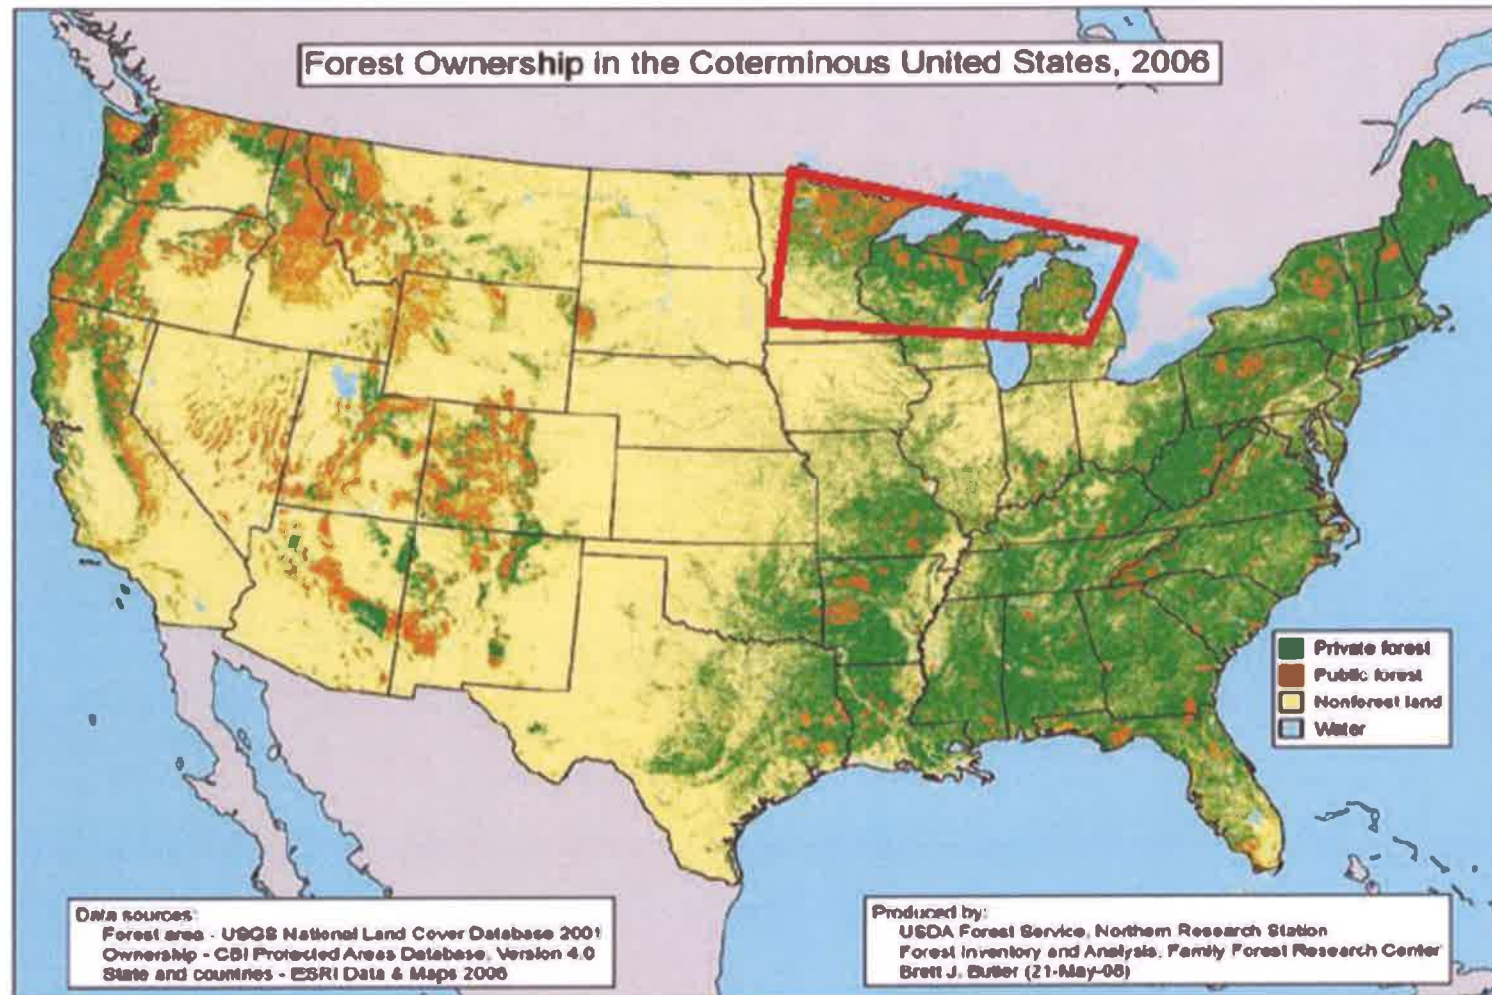 Forest Ownership in the Coterminous United States, 2006
Private forest
Public forest
Nonforest land
Water
Data sources:
Forest area - USGS National Land Cover Database 2001
Ownership - CBI Protected Areas Database, Version 4.0
State and countries - ESRI Data & Maps 2006
Produced by:
USDA Forest Service, Northern Research Station
Forest Inventory and Analysis, Family Forest Research Center
Brett J. Butler (21-May-08)